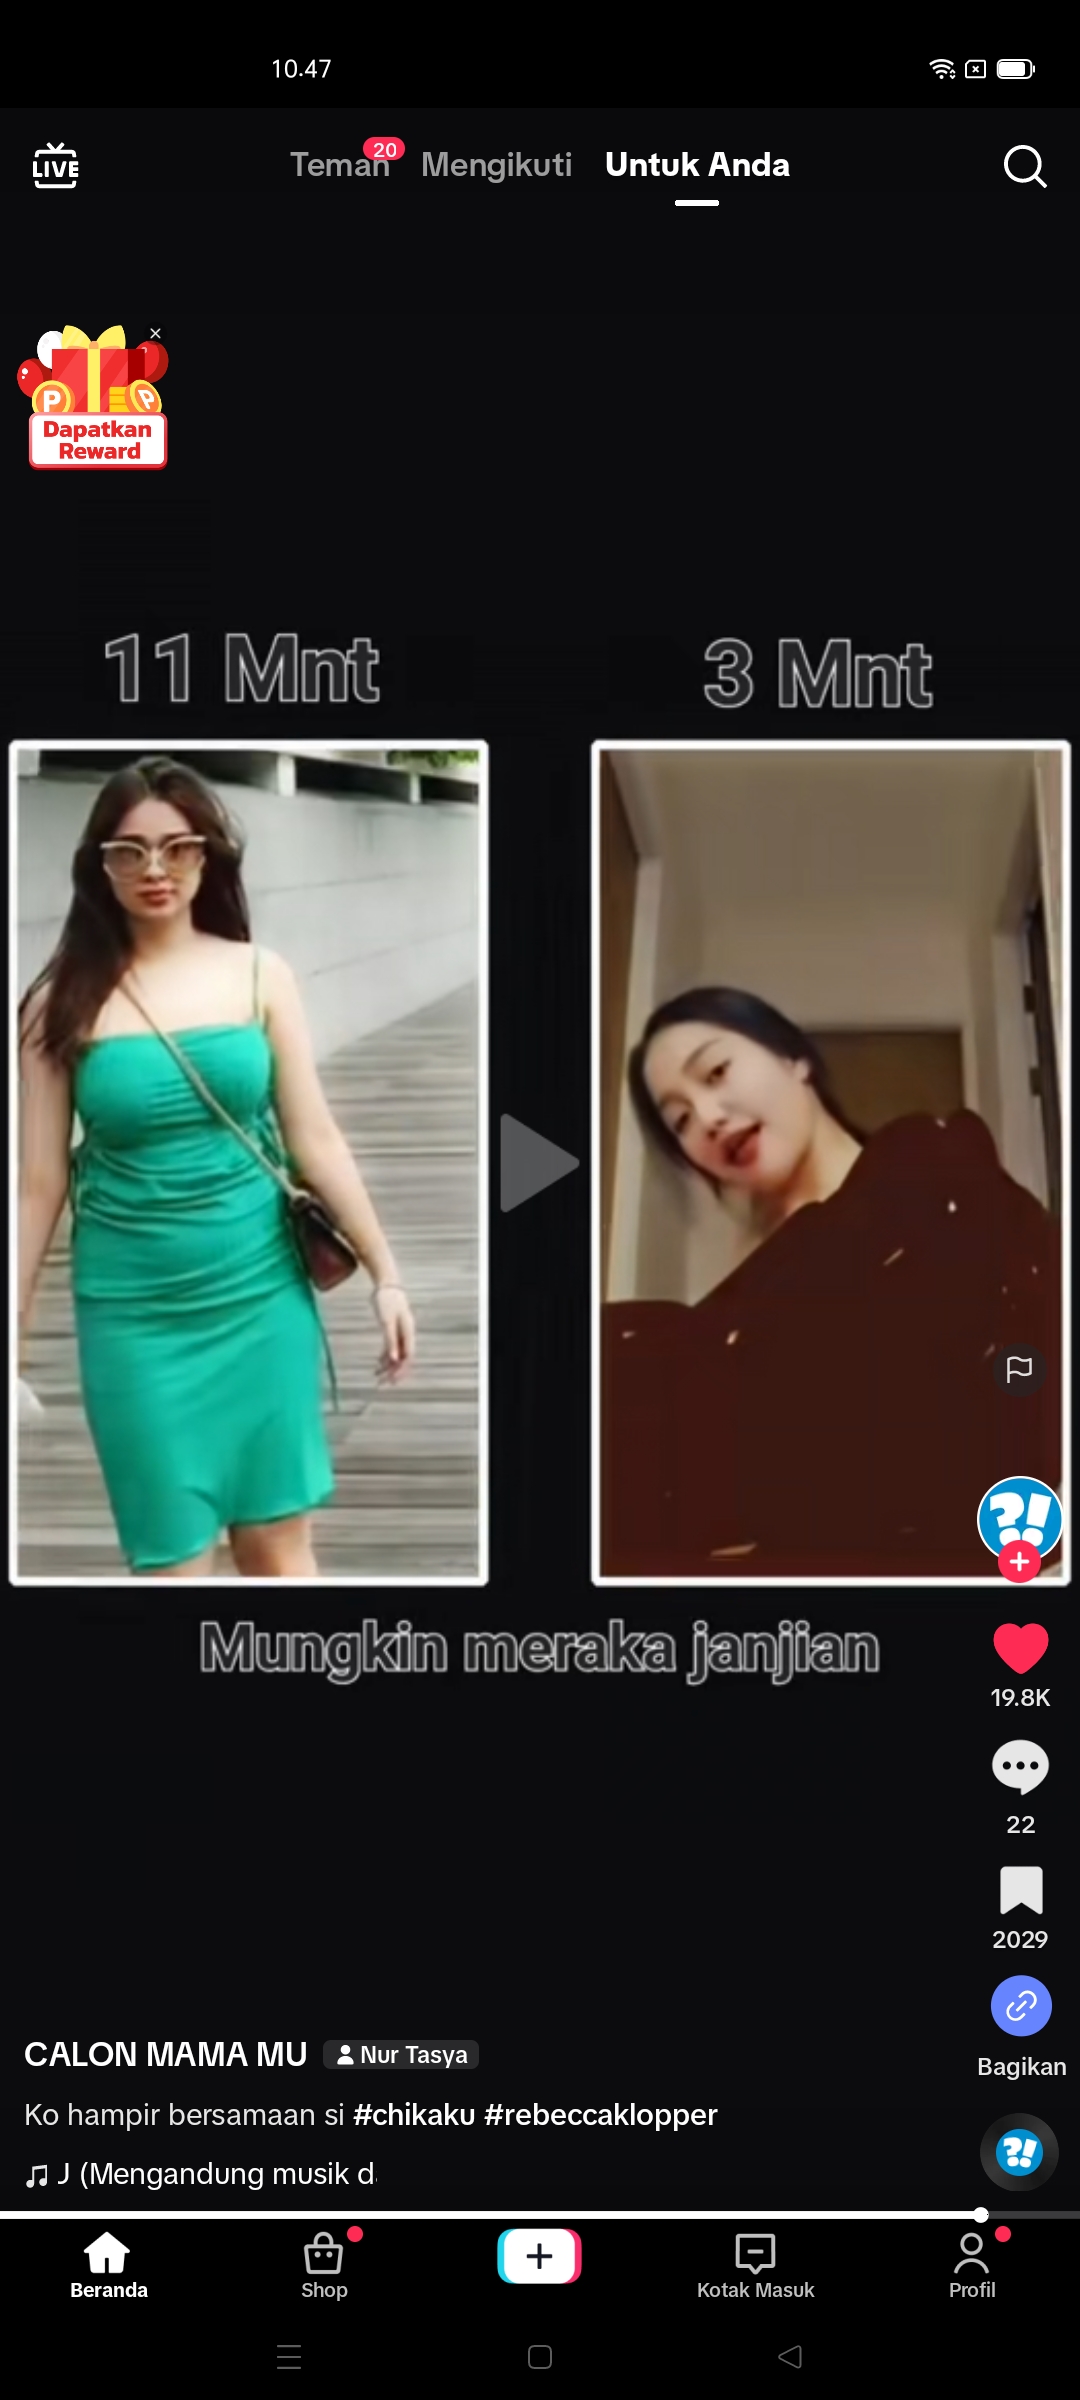 10.47
LIVE
Teman 20 Mengikuti Untuk Anda
Dapatkan
Reward
11 Mnt
3 Mnt
Mungkin meraka janjian
19.8K
22
2029
Bagikan
CALON MAMA MU Nur Tasya
Ko hampir bersamaan si #chikaku #rebeccaklopper
J (Mengandung musik d
Beranda Shop Kotak Masuk Profil